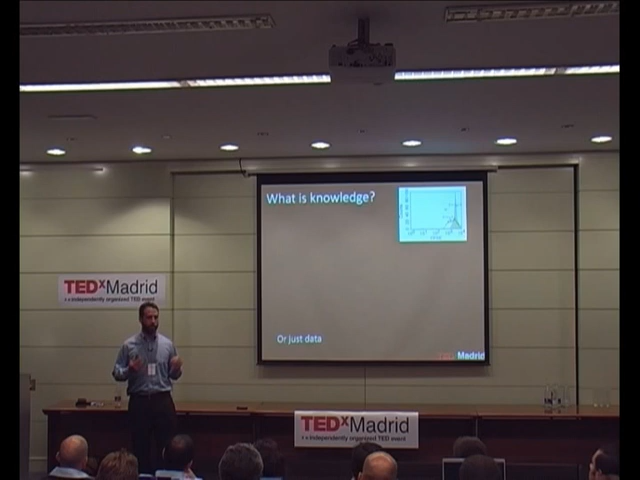 What is knowledge?
Or just data
Madrid
TEDxMadrid
x = independently organized TED event
TEDxMadrid
x = independently organized TED event